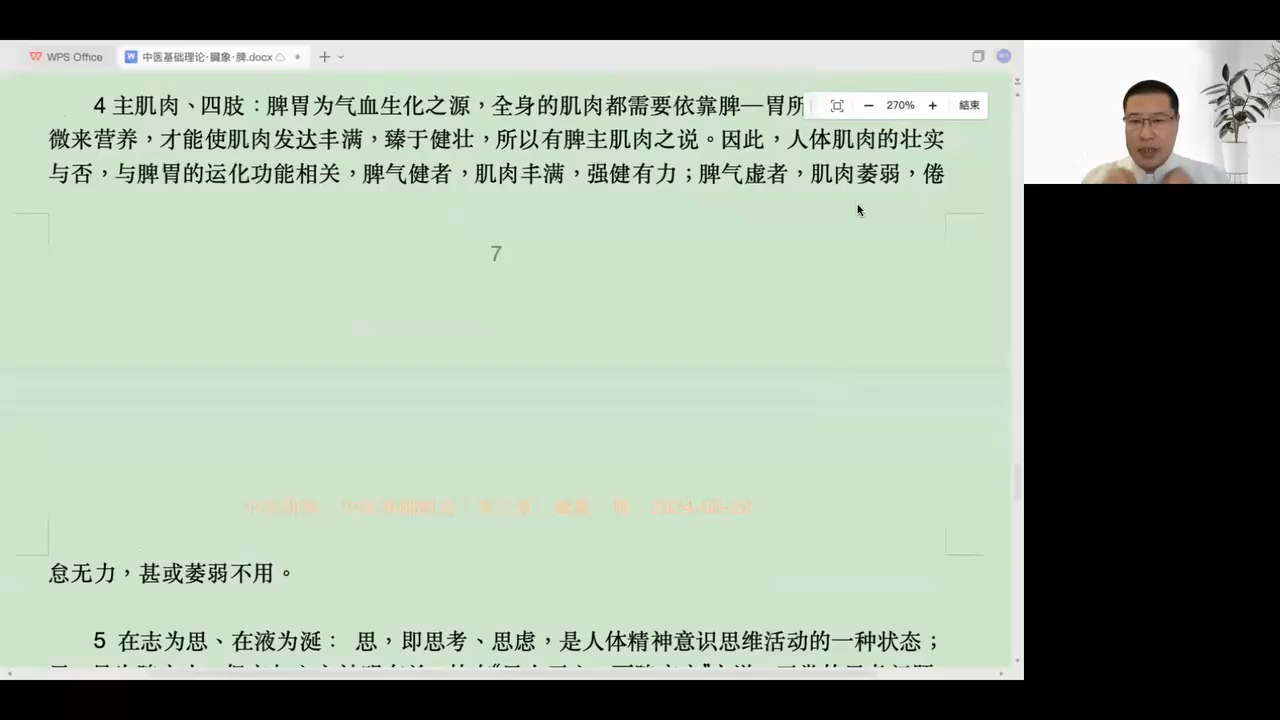 WPS Office
中医基础理论·臓象·脾.docx
4 主肌肉、四肢：脾胃为气血生化之源，全身的肌肉都需要依靠脾—胃所
270%
結束
微来营养，才能使肌肉发达丰满，臻于健壮，所以有脾主肌肉之说。因此，人体肌肉的壮实
与否，与脾胃的运化功能相关，脾气健者，肌肉丰满，强健有力；脾气虚者，肌肉萎弱，倦
7
怠无力，甚或萎弱不用。
5 在志为思、在液为涎： 思，即思考、思虑，是人体精神意识思维活动的一种状态；